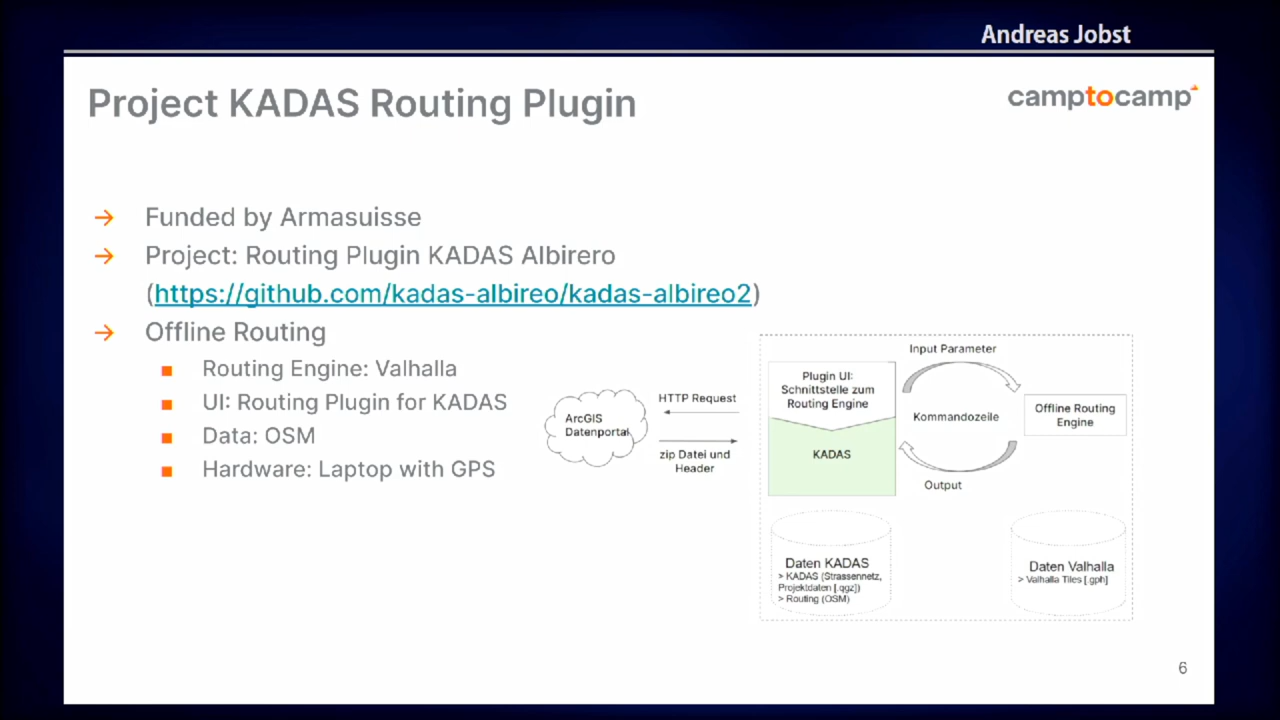 Andreas Jobst
Project KADAS Routing Plugin
camptocamp
→ Funded by Armasuisse
→ Project: Routing Plugin KADAS Albirero
(https://github.com/kadas-albireo/kadas-albireo2)
→ Offline Routing
■ Routing Engine: Valhalla
■ UI: Routing Plugin for KADAS
■ Data: OSM
■ Hardware: Laptop with GPS
ArcGIS
Datenportal
HTTP Request
zip Datei und
Header
Plugin UI:
Schnittstelle zum
Routing Engine
KADAS
Input Parameter
Kommandozeile
Output
Offline Routing
Engine
Daten KADAS
> KADAS (Strassennetz,
Projektdaten [.qgz])
> Routing (OSM)
Daten Valhalla
> Valhalla Tiles [.gph]
6